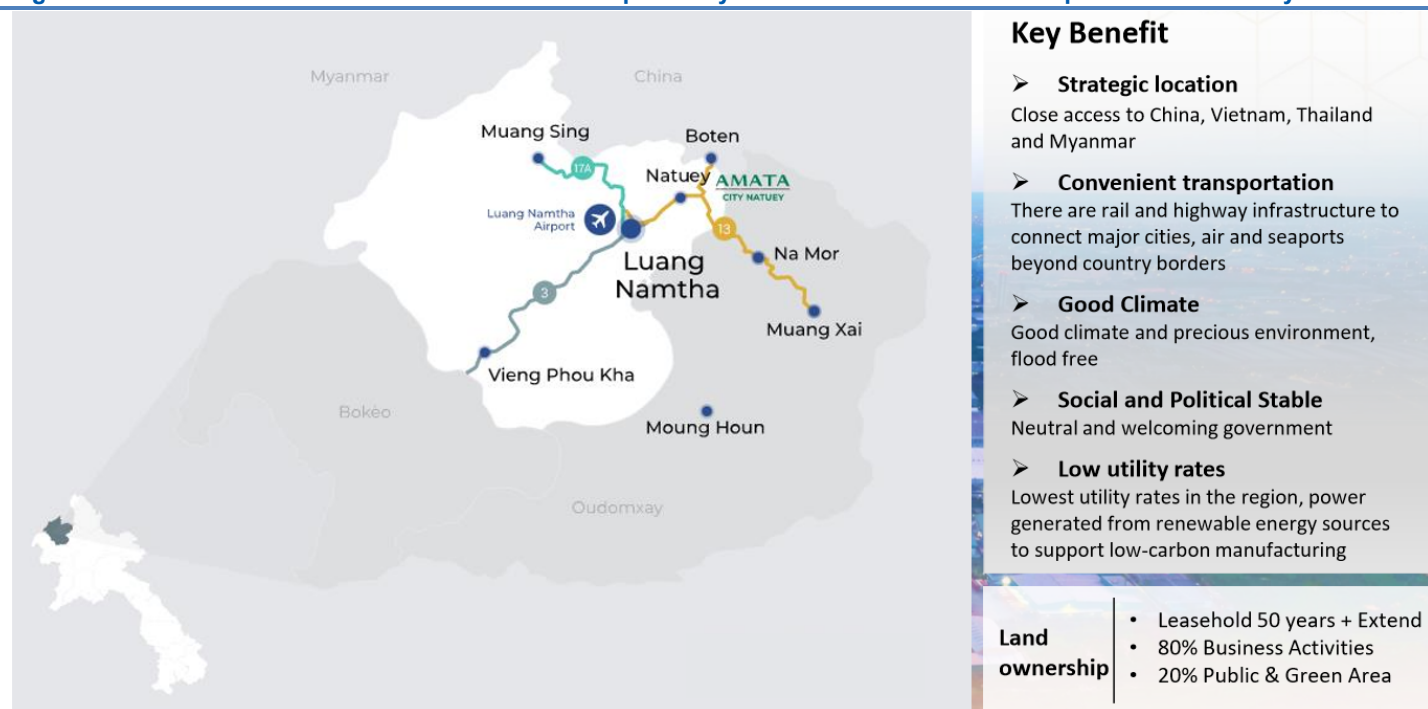 Myanmar
China
Muang Sing
Boten
17A
Natuey
AMATA
CITY NATUEY
Luang Namtha
Airport
13
Na Mor
Luang
Namtha
3
Muang Xai
Vieng Phou Kha
Bokèo
Moung Houn
Oudomxay
Key Benefit
➢ Strategic location
Close access to China, Vietnam, Thailand
and Myanmar
➢ Convenient transportation
There are rail and highway infrastructure to
connect major cities, air and seaports
beyond country borders
➢ Good Climate
Good climate and precious environment,
flood free
➢ Social and Political Stable
Neutral and welcoming government
➢ Low utility rates
Lowest utility rates in the region, power
generated from renewable energy sources
to support low-carbon manufacturing
Land
ownership
• Leasehold 50 years + Extend
• 80% Business Activities
• 20% Public & Green Area